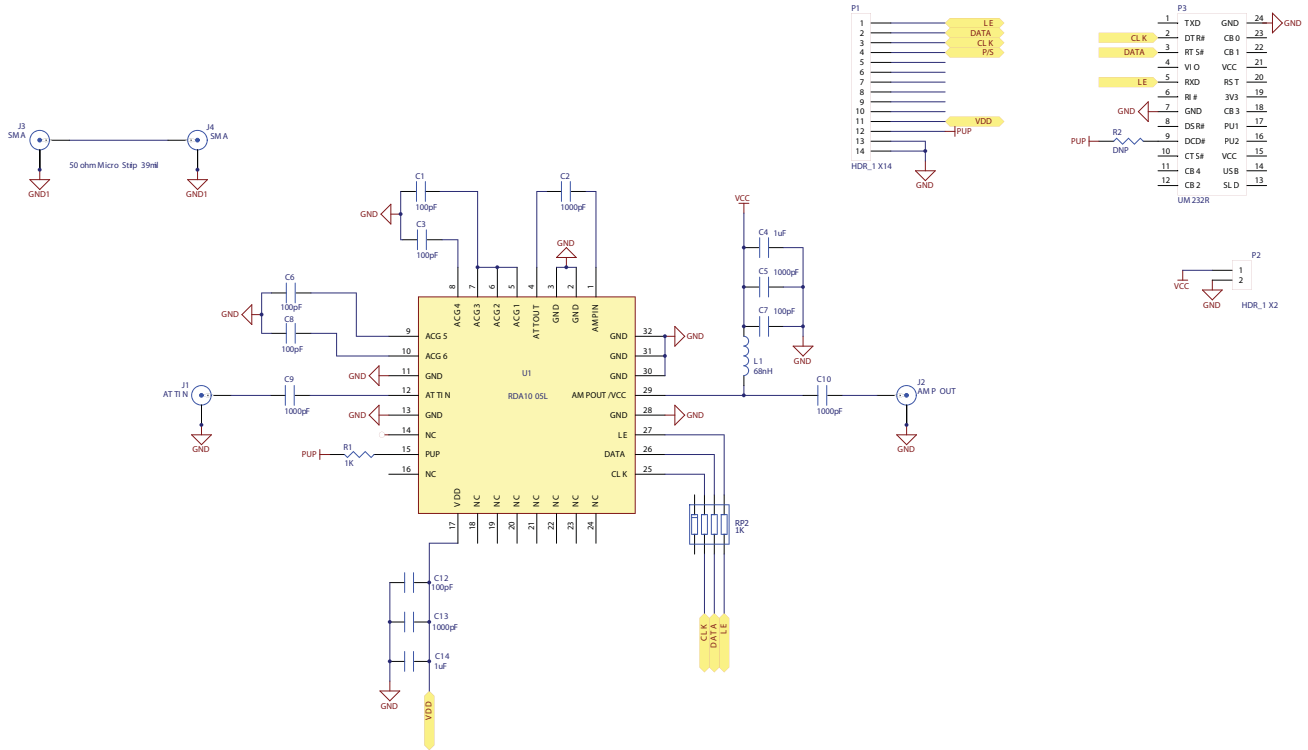 P1
1 LE
2 DATA
3 CLK
4 P/S
5
6
7
8
9
10
11 VDD
12 PUP
13
14
HDR_1 X14
GND
P3
1 TXD GND 24 GND
CLK 2 DTR# CB0 23
DATA 3 RTS# CB1 22
4 VIO VCC 21
LE 5 RXD RST 20
6 RI# 3V3 19
GND 7 GND CB3 18
8 DSR# PU1 17
PUP R2 DNP 9 DCD# PU2 16
10 CTS# VCC 15
11 CB4 USB 14
12 CB2 SLD 13
UM232R
P2
VCC 1
GND 2
HDR_1 X2
J3
SMA
J4
SMA
50 ohm Micro Strip 39mil
GND1
GND1
C1
100pF
GND
C3
100pF
C2
1000pF
GND
C6
100pF
GND
C8
100pF
VCC
C4 1uF
C5 1000pF
C7 100pF
GND
L1
68nH
8 7 6 5 4 3 2 1
ACG4 ACG3 ACG2 ACG1 ATTOUT GND GND AMPIN
9 ACG5
10 ACG6
GND 11 GND
12 ATTIN
GND 13 GND
14 NC
PUP R1 1K 15 PUP
16 NC
U1
RDA1005L
GND 32 GND
GND 31
GND 30
AMPOUT/VCC 29
GND 28 GND
LE 27
DATA 26
CLK 25
VDD NC NC NC NC NC NC NC
17 18 19 20 21 22 23 24
J1
ATTIN
GND
C9
1000pF
C10
1000pF
J2
AMP OUT
GND
RP2
1K
CLK
DATA
LE
C12
100pF
C13
1000pF
C14
1uF
GND
VDD